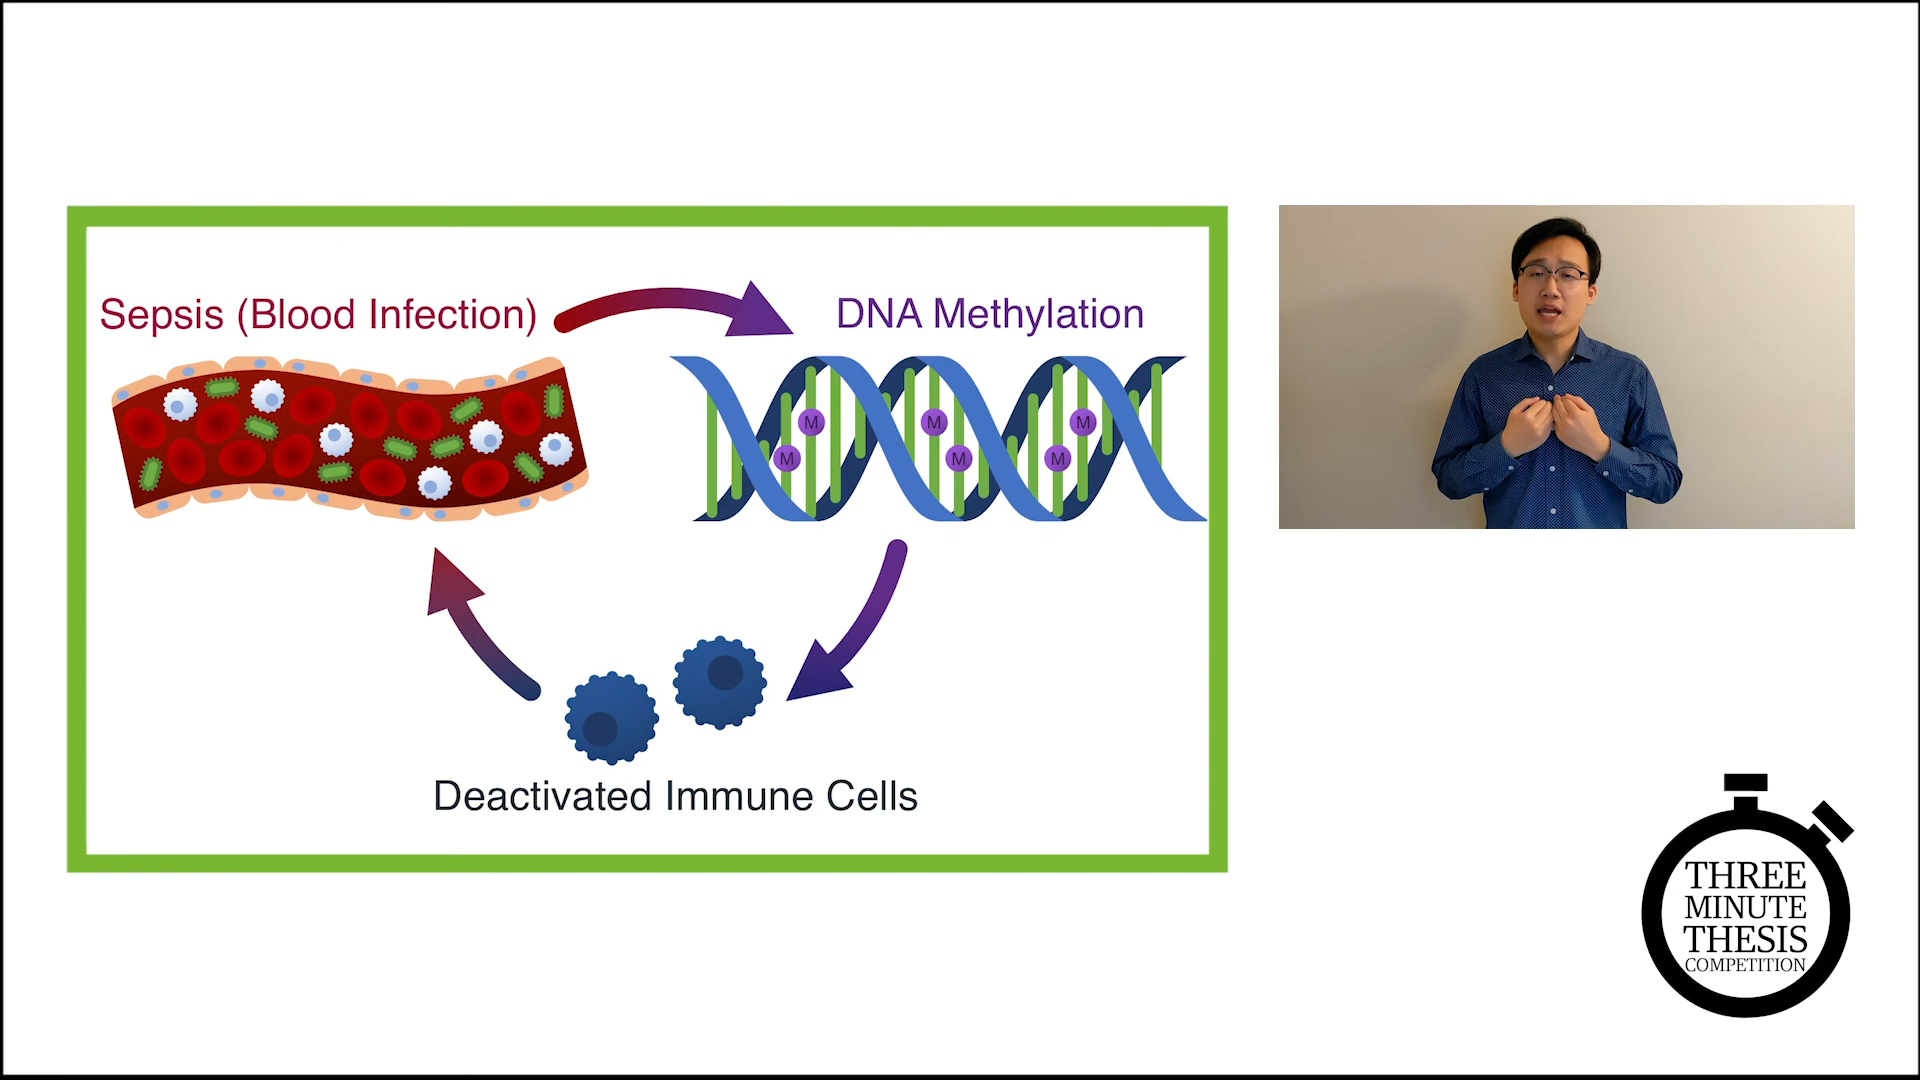 Sepsis (Blood Infection)
DNA Methylation
M
M
M
M
M
M
Deactivated Immune Cells
THREE
MINUTE
THESIS
COMPETITION